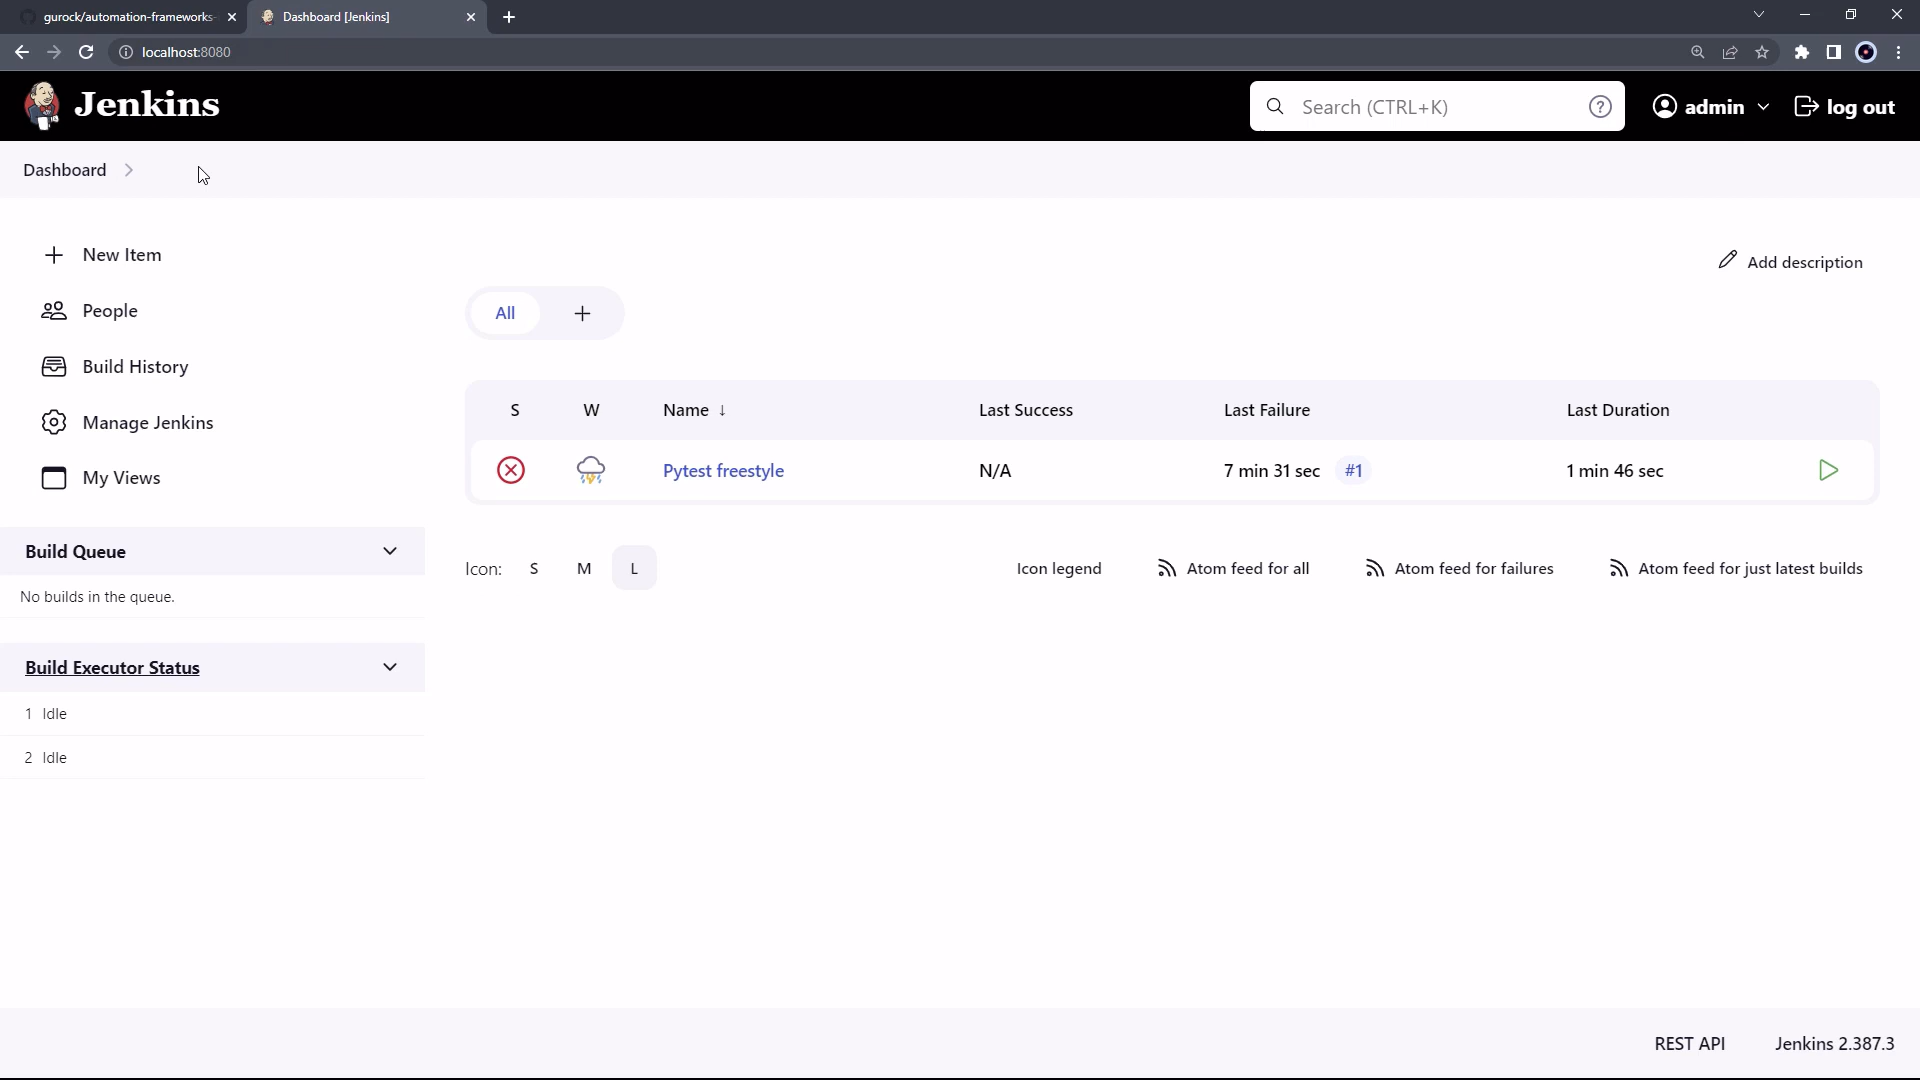 gurock/automation-frameworks-
Dashboard [Jenkins]
localhost:8080
Jenkins
Search (CTRL+K)
admin
log out
Dashboard
New Item
People
Build History
Manage Jenkins
My Views
Build Queue
No builds in the queue.
Build Executor Status
1 Idle
2 Idle
Add description
All
S W Name ↓ Last Success Last Failure Last Duration
Pytest freestyle N/A 7 min 31 sec #1 1 min 46 sec
Icon: S M L
Icon legend Atom feed for all Atom feed for failures Atom feed for just latest builds
REST API Jenkins 2.387.3